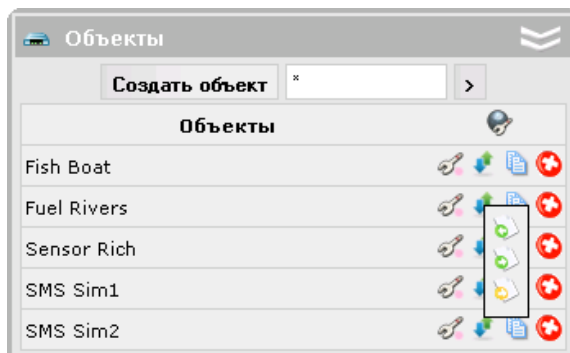 Объекты
Создать объект * >
Объекты
Fish Boat
Fuel Rivers
Sensor Rich
SMS Sim1
SMS Sim2